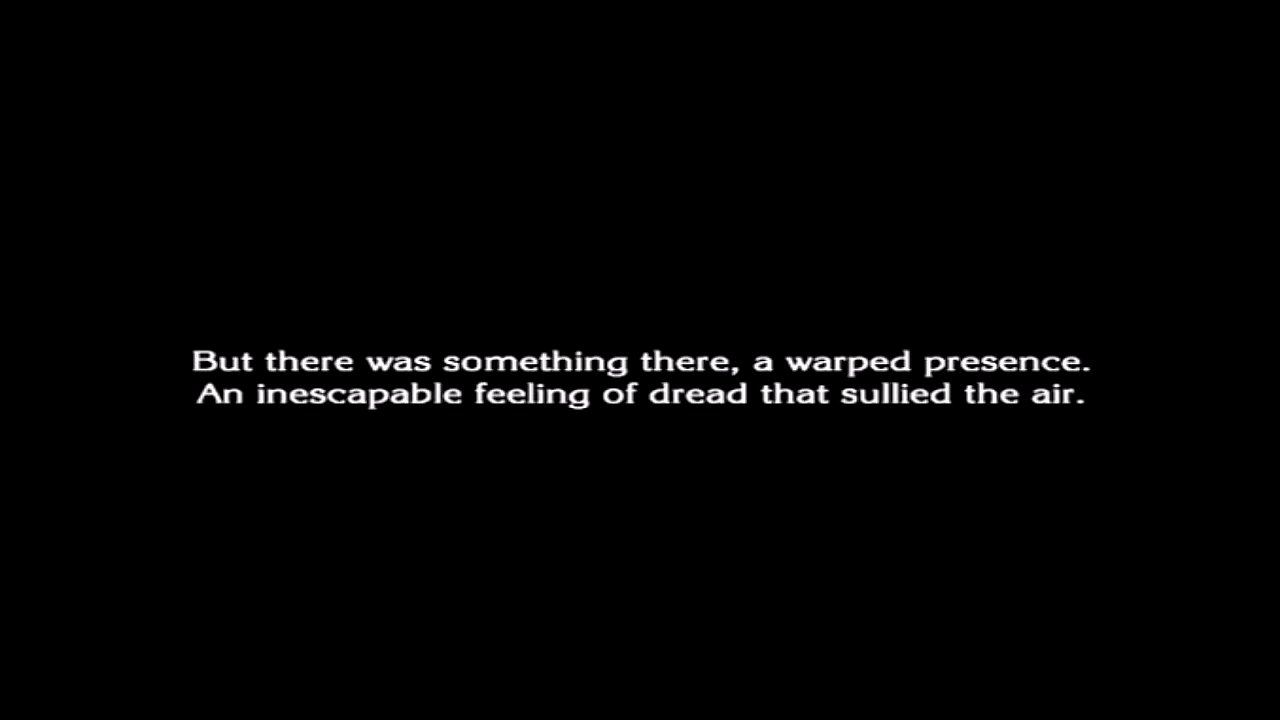 But there was something there, a warped presence.
An inescapable feeling of dread that sullied the air.